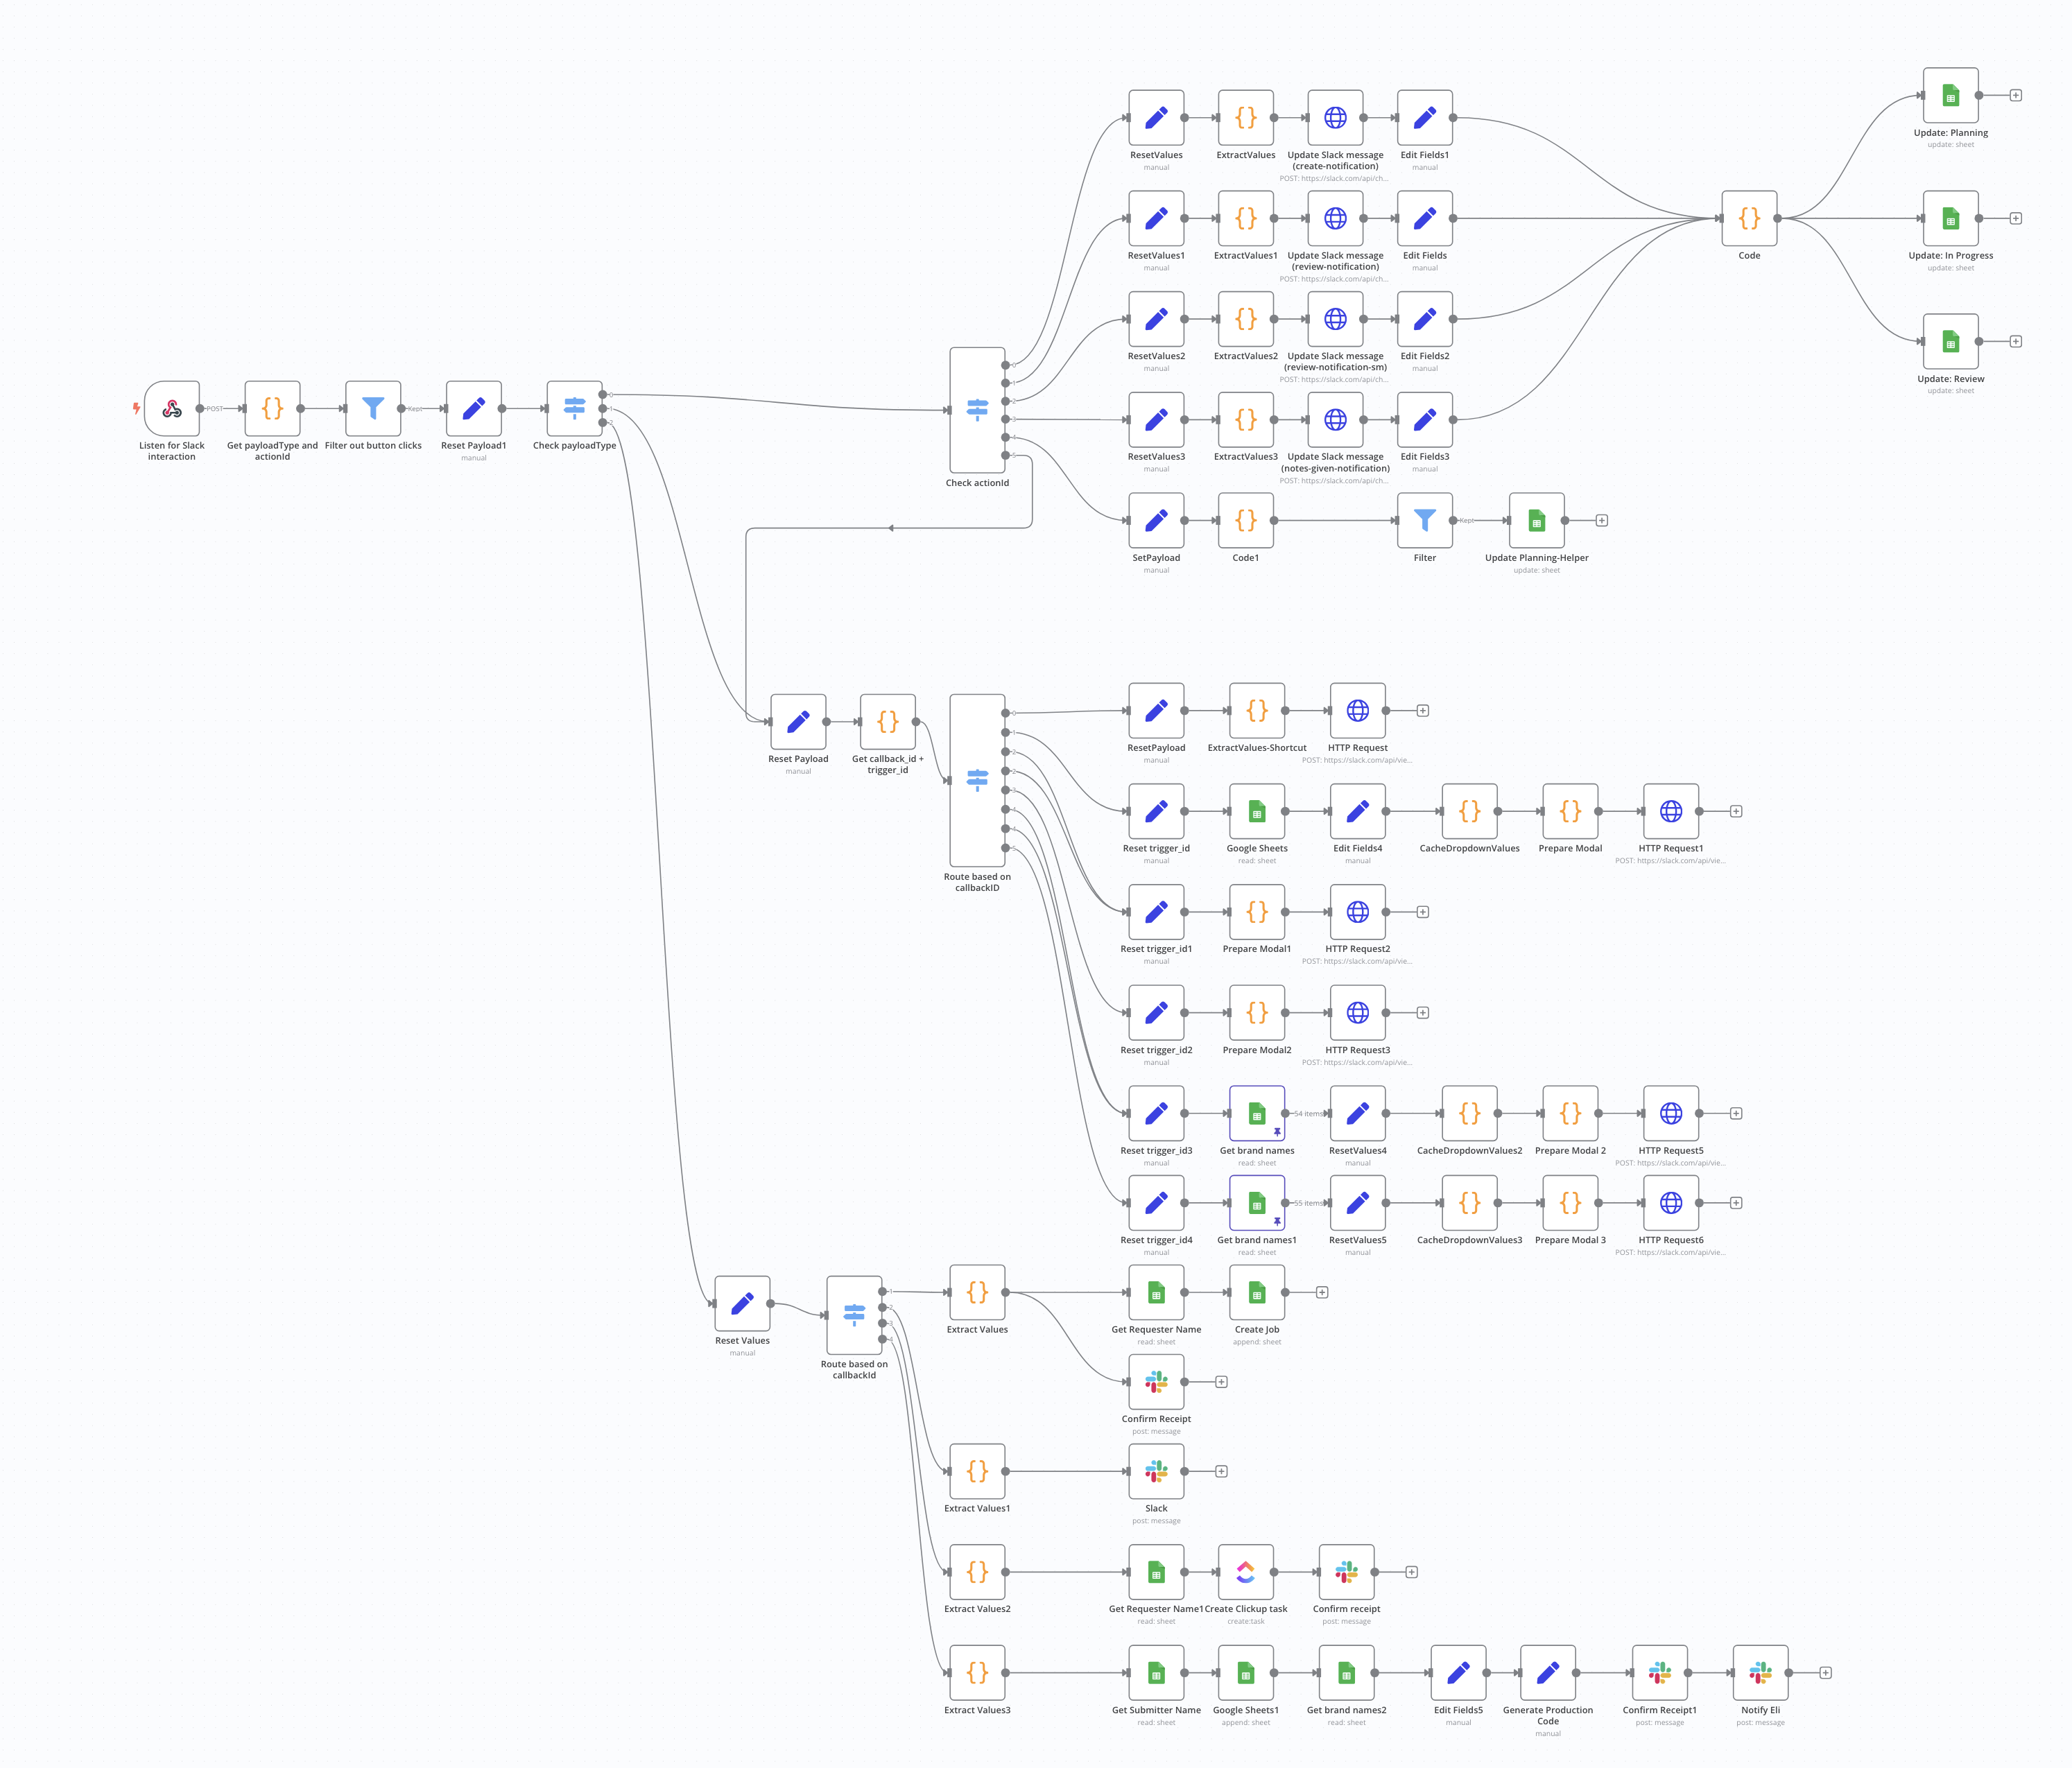 Update: Planning
update: sheet
ResetValues
manual
ExtractValues
Update Slack message
(create-notification)
POST: https://slack.com/api/ch...
Edit Fields1
manual
ResetValues1
manual
ExtractValues1
Update Slack message
(review-notification)
POST: https://slack.com/api/ch...
Edit Fields
manual
Code
Update: In Progress
update: sheet
ResetValues2
manual
ExtractValues2
Update Slack message
(review-notification-sm)
POST: https://slack.com/api/ch...
Edit Fields2
manual
Update: Review
update: sheet
POST
Kept
0
1
2
Listen for Slack
interaction
Get payloadType and
actionId
Filter out button clicks
Reset Payload1
manual
Check payloadType
0
1
2
3
4
5
Check actionId
ResetValues3
manual
ExtractValues3
Update Slack message
(notes-given-notification)
POST: https://slack.com/api/ch...
Edit Fields3
manual
Kept
SetPayload
manual
Code1
Filter
Update Planning-Helper
update: sheet
Reset Payload
manual
Get callback_id +
trigger_id
0
1
2
2
3
4
4
5
Route based on
callbackID
ResetPayload
manual
ExtractValues-Shortcut
HTTP Request
POST: https://slack.com/api/vie...
Reset trigger_id
manual
Google Sheets
read: sheet
Edit Fields4
manual
CacheDropdownValues
Prepare Modal
HTTP Request1
POST: https://slack.com/api/vie...
Reset trigger_id1
manual
Prepare Modal1
HTTP Request2
POST: https://slack.com/api/vie...
Reset trigger_id2
manual
Prepare Modal2
HTTP Request3
POST: https://slack.com/api/vie...
54 items
Reset trigger_id3
manual
Get brand names
read: sheet
ResetValues4
manual
CacheDropdownValues2
Prepare Modal 2
HTTP Request5
POST: https://slack.com/api/vie...
55 items
Reset trigger_id4
manual
Get brand names1
read: sheet
ResetValues5
manual
CacheDropdownValues3
Prepare Modal 3
HTTP Request6
POST: https://slack.com/api/vie...
Reset Values
manual
1
2
3
4
Route based on
callbackId
Extract Values
Get Requester Name
read: sheet
Create Job
append: sheet
Confirm Receipt
post: message
Extract Values1
Slack
post: message
Extract Values2
Get Requester Name1
read: sheet
Create Clickup task
create:task
Confirm receipt
post: message
Extract Values3
Get Submitter Name
read: sheet
Google Sheets1
append: sheet
Get brand names2
read: sheet
Edit Fields5
manual
Generate Production
Code
manual
Confirm Receipt1
post: message
Notify Eli
post: message